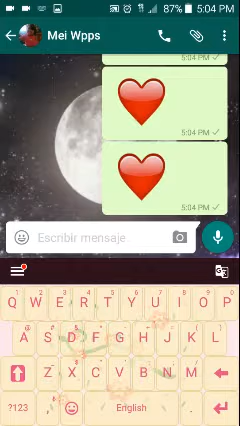 87% 5:04 PM
Mei Wpps
5:04 PM
5:04 PM
5:04 PM
Escribir mensaje
Q W E R T Y U I O P
A S D F G H J K L
Z X C V B N M
?123 English